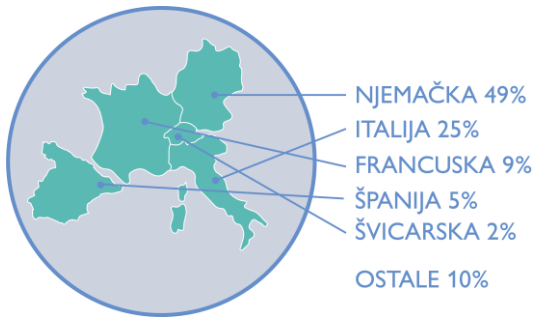 NJEMAČKA 49%
ITALIJA 25%
FRANCUSKA 9%
ŠPANIJA 5%
ŠVICARSKA 2%
OSTALE 10%